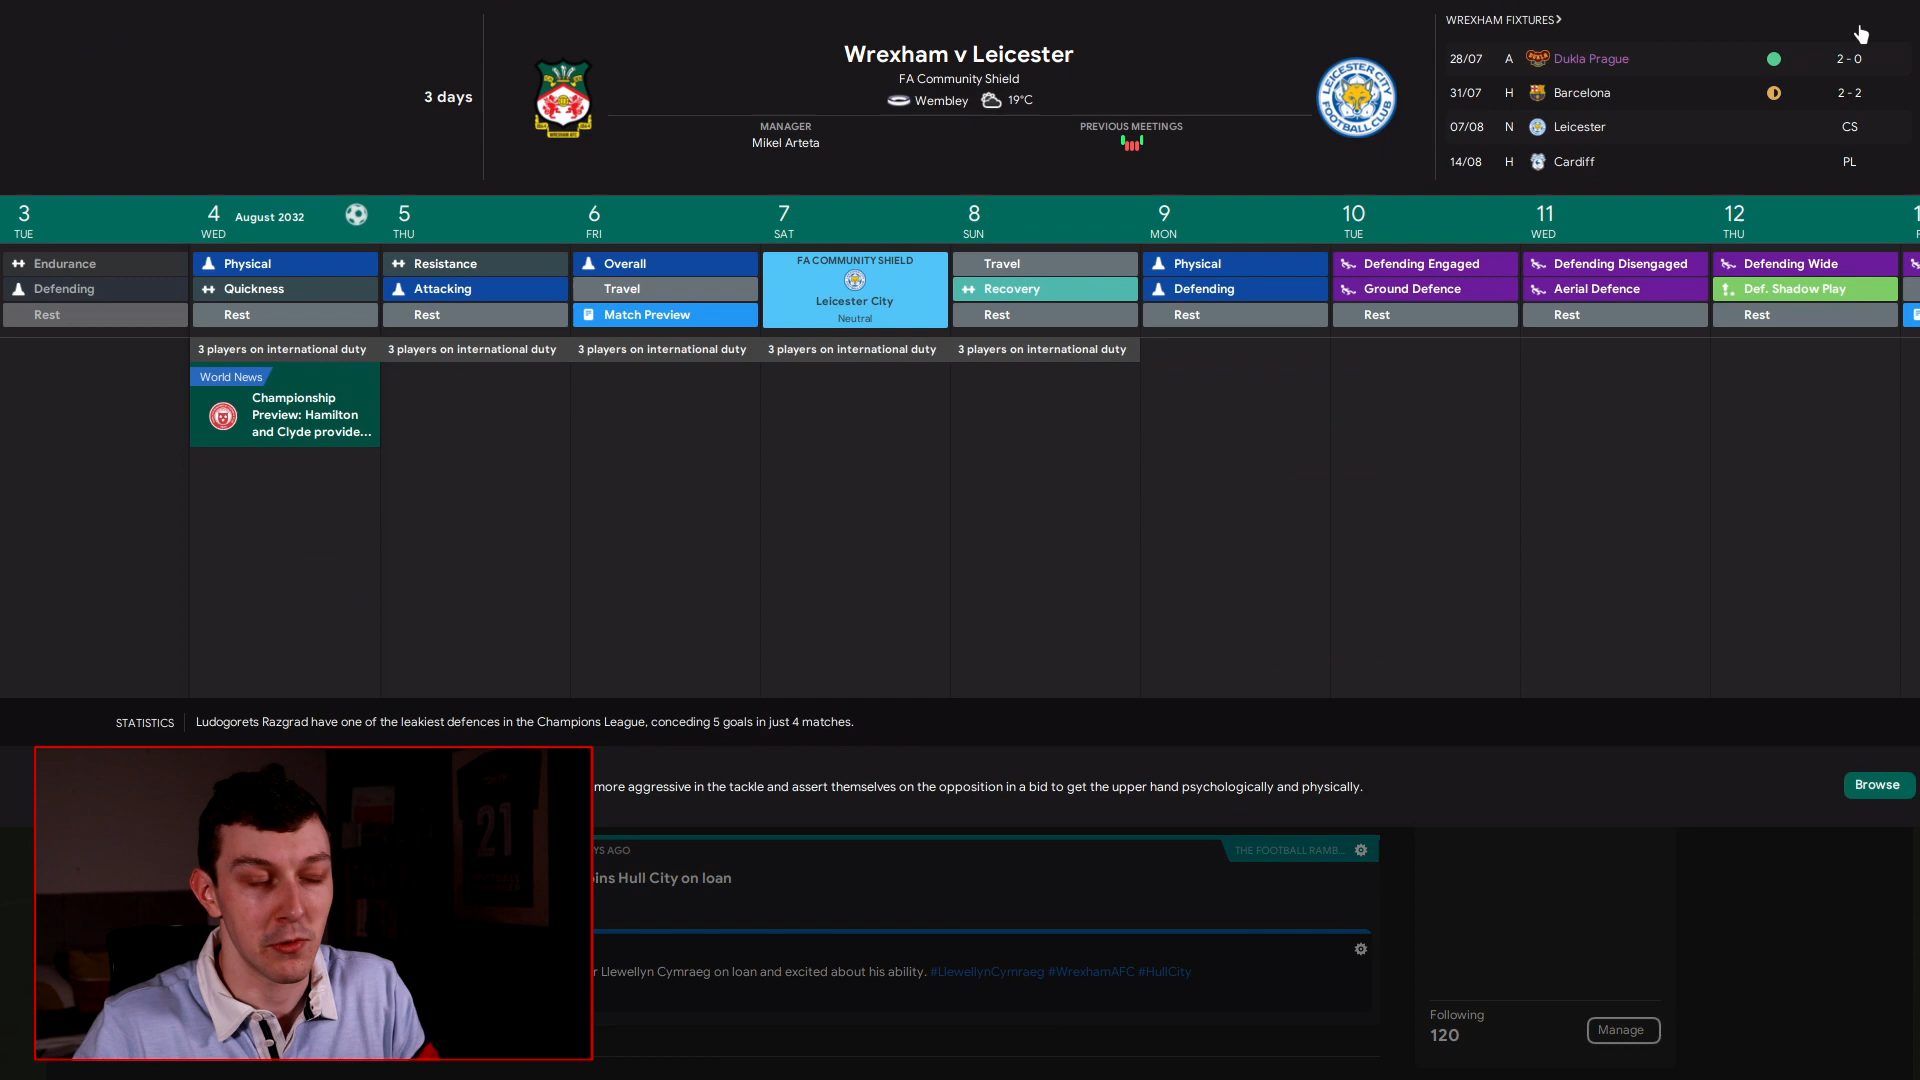 3 days
Wrexham v Leicester
FA Community Shield
Wembley 19°C
MANAGER
Mikel Arteta
PREVIOUS MEETINGS
WREXHAM FIXTURES
28/07 A Dukla Prague 2 - 0
31/07 H Barcelona 2 - 2
07/08 N Leicester CS
14/08 H Cardiff PL
3 TUE
4 WED August 2032
5 THU
6 FRI
7 SAT
8 SUN
9 MON
10 TUE
11 WED
12 THU
Endurance
Defending
Rest
Physical
Quickness
Rest
Resistance
Attacking
Rest
Overall
Travel
Match Preview
FA COMMUNITY SHIELD
Leicester City
Neutral
Travel
Recovery
Rest
Physical
Defending
Rest
Defending Engaged
Ground Defence
Rest
Defending Disengaged
Aerial Defence
Rest
Defending Wide
Def. Shadow Play
Rest
3 players on international duty
3 players on international duty
3 players on international duty
3 players on international duty
3 players on international duty
World News
Championship
Preview: Hamilton
and Clyde provide...
STATISTICS Ludogorets Razgrad have one of the leakiest defences in the Champions League, conceding 5 goals in just 4 matches.
more aggressive in the tackle and assert themselves on the opposition in a bid to get the upper hand psychologically and physically.
Browse
YS AGO
THE FOOTBALL RAMB...
ins Hull City on loan
r Llewellyn Cymraeg on loan and excited about his ability. #LlewellynCymraeg #WrexhamAFC #HullCity
Following
120
Manage
21